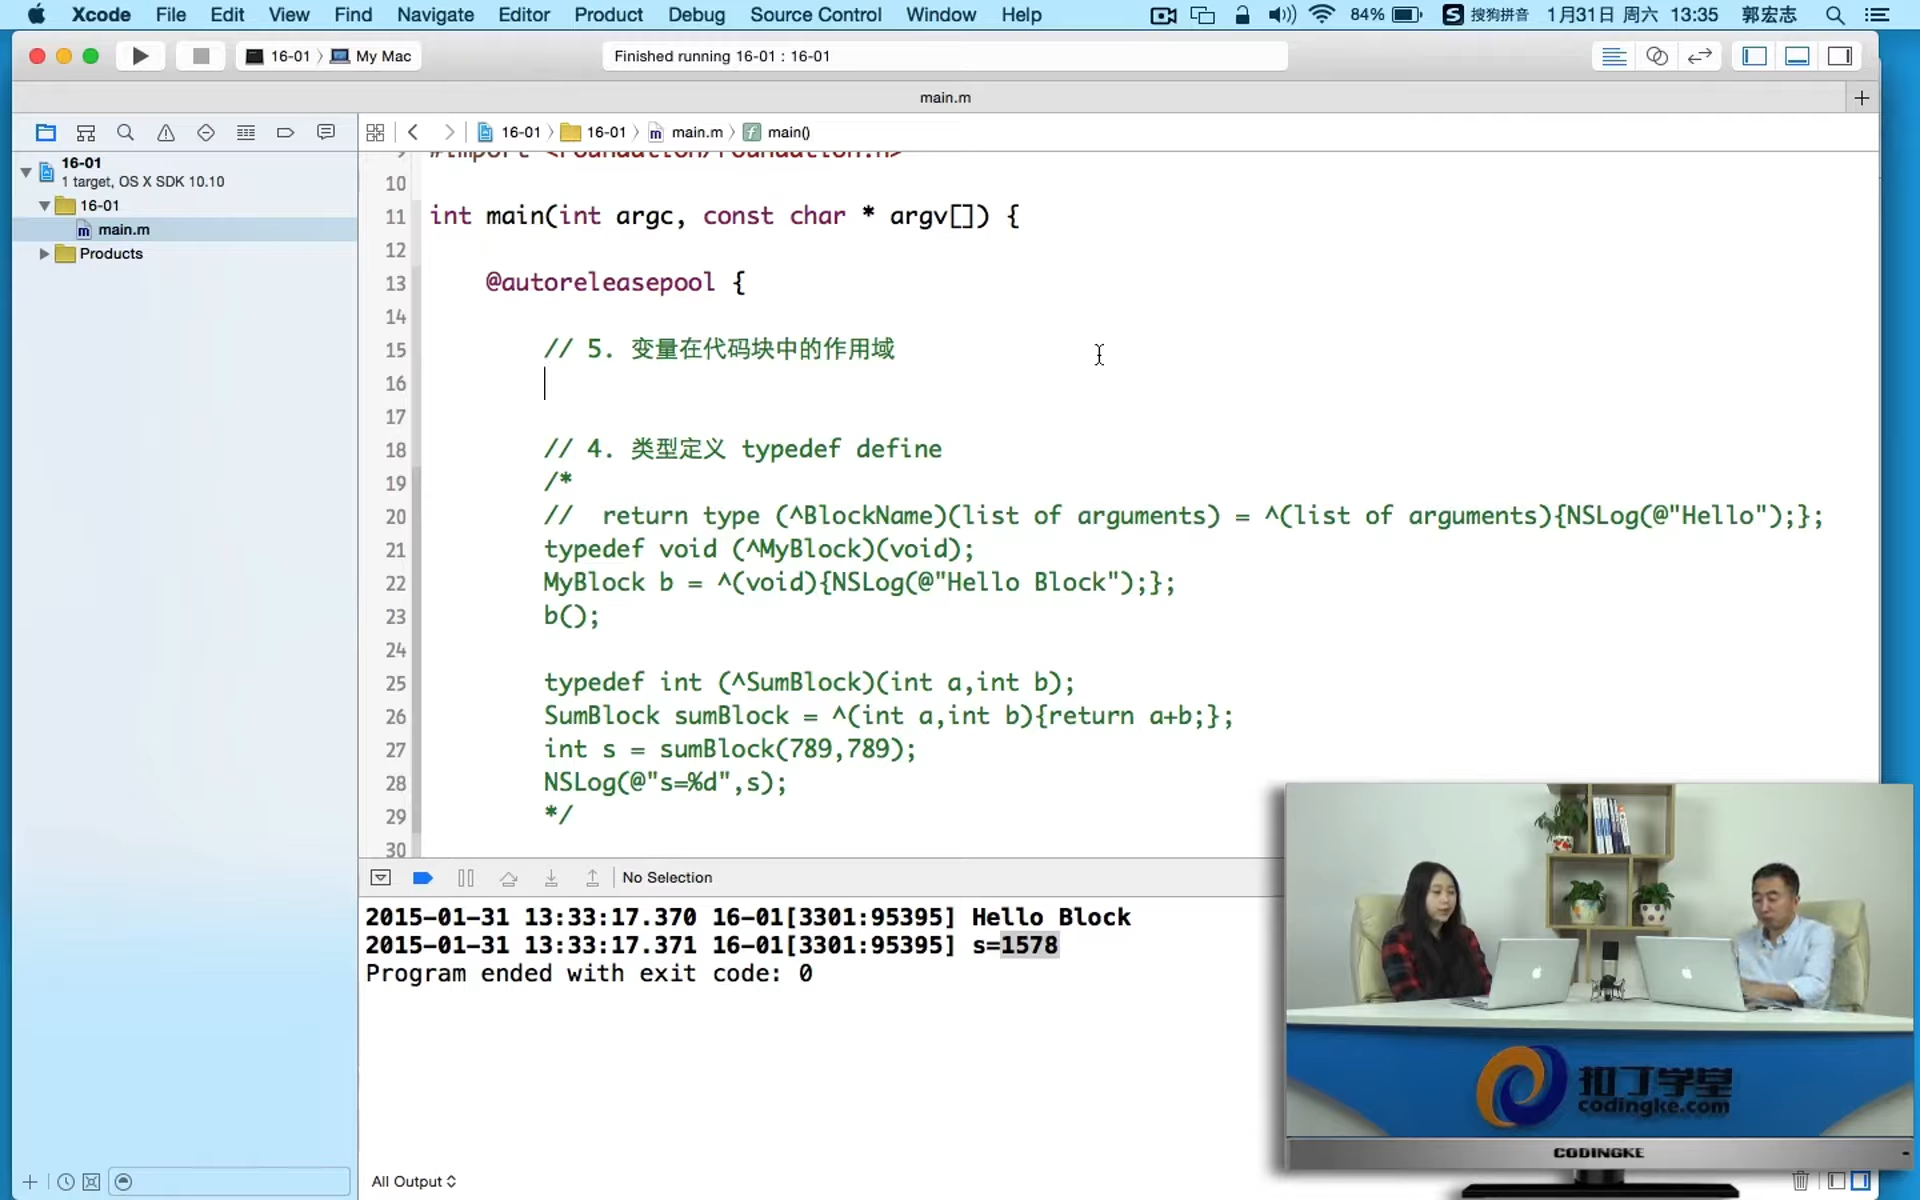 Xcode File Edit View Find Navigate Editor Product Debug Source Control Window Help 84% S 搜狗拼音 1月31日 周六 13:35 郭宏志
16-01 〉 My Mac
Finished running 16-01 : 16-01
main.m
16-01 〉 16-01 〉 m main.m 〉 f main()
16-01
1 target, OS X SDK 10.10
16-01
m main.m
Products
9 #import <Foundation/Foundation.h>
10
11 int main(int argc, const char * argv[]) {
12
13 @autoreleasepool {
14
15 // 5. 变量在代码块中的作用域
16
17
18 // 4. 类型定义 typedef define
19 /*
20 //  return type (^BlockName)(list of arguments) = ^(list of arguments){NSLog(@"Hello");};
21 typedef void (^MyBlock)(void);
22 MyBlock b = ^(void){NSLog(@"Hello Block");};
23 b();
24
25 typedef int (^SumBlock)(int a,int b);
26 SumBlock sumBlock = ^(int a,int b){return a+b;};
27 int s = sumBlock(789,789);
28 NSLog(@"s=%d",s);
29 */
30
No Selection
2015-01-31 13:33:17.370 16-01[3301:95395] Hello Block
2015-01-31 13:33:17.371 16-01[3301:95395] s=1578
Program ended with exit code: 0
All Output
扣丁学堂
codingke.com
CODINGKE